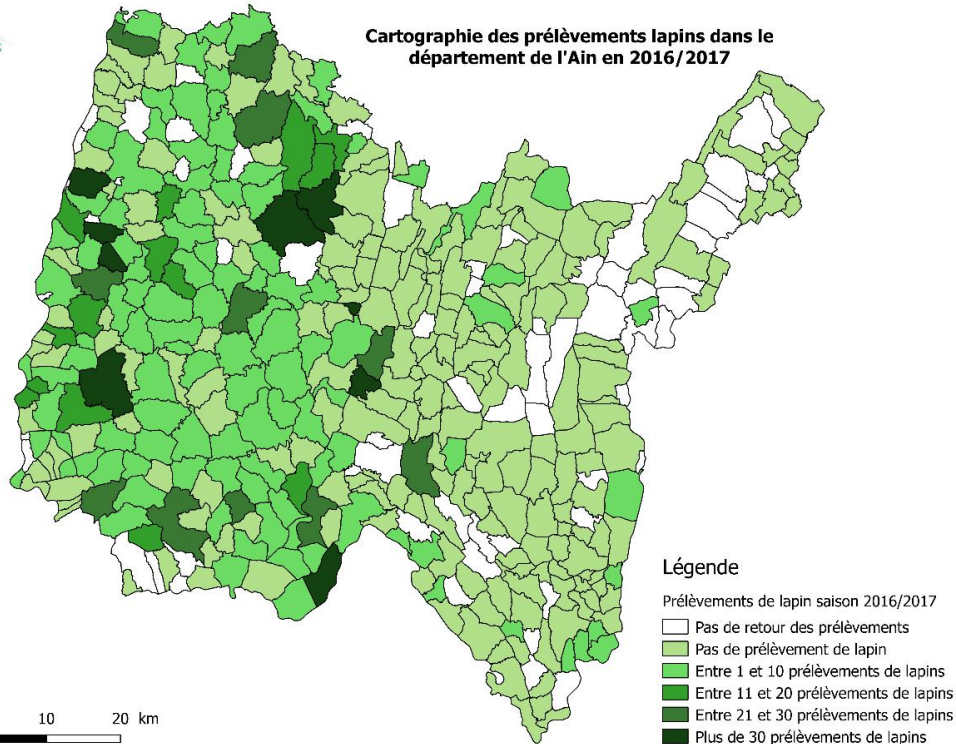 Cartographie des prélèvements lapins dans le
département de l'Ain en 2016/2017
Légende
Prélèvements de lapin saison 2016/2017
Pas de retour des prélèvements
Pas de prélèvement de lapin
Entre 1 et 10 prélèvements de lapins
Entre 11 et 20 prélèvements de lapins
Entre 21 et 30 prélèvements de lapins
Plus de 30 prélèvements de lapins
10 20 km